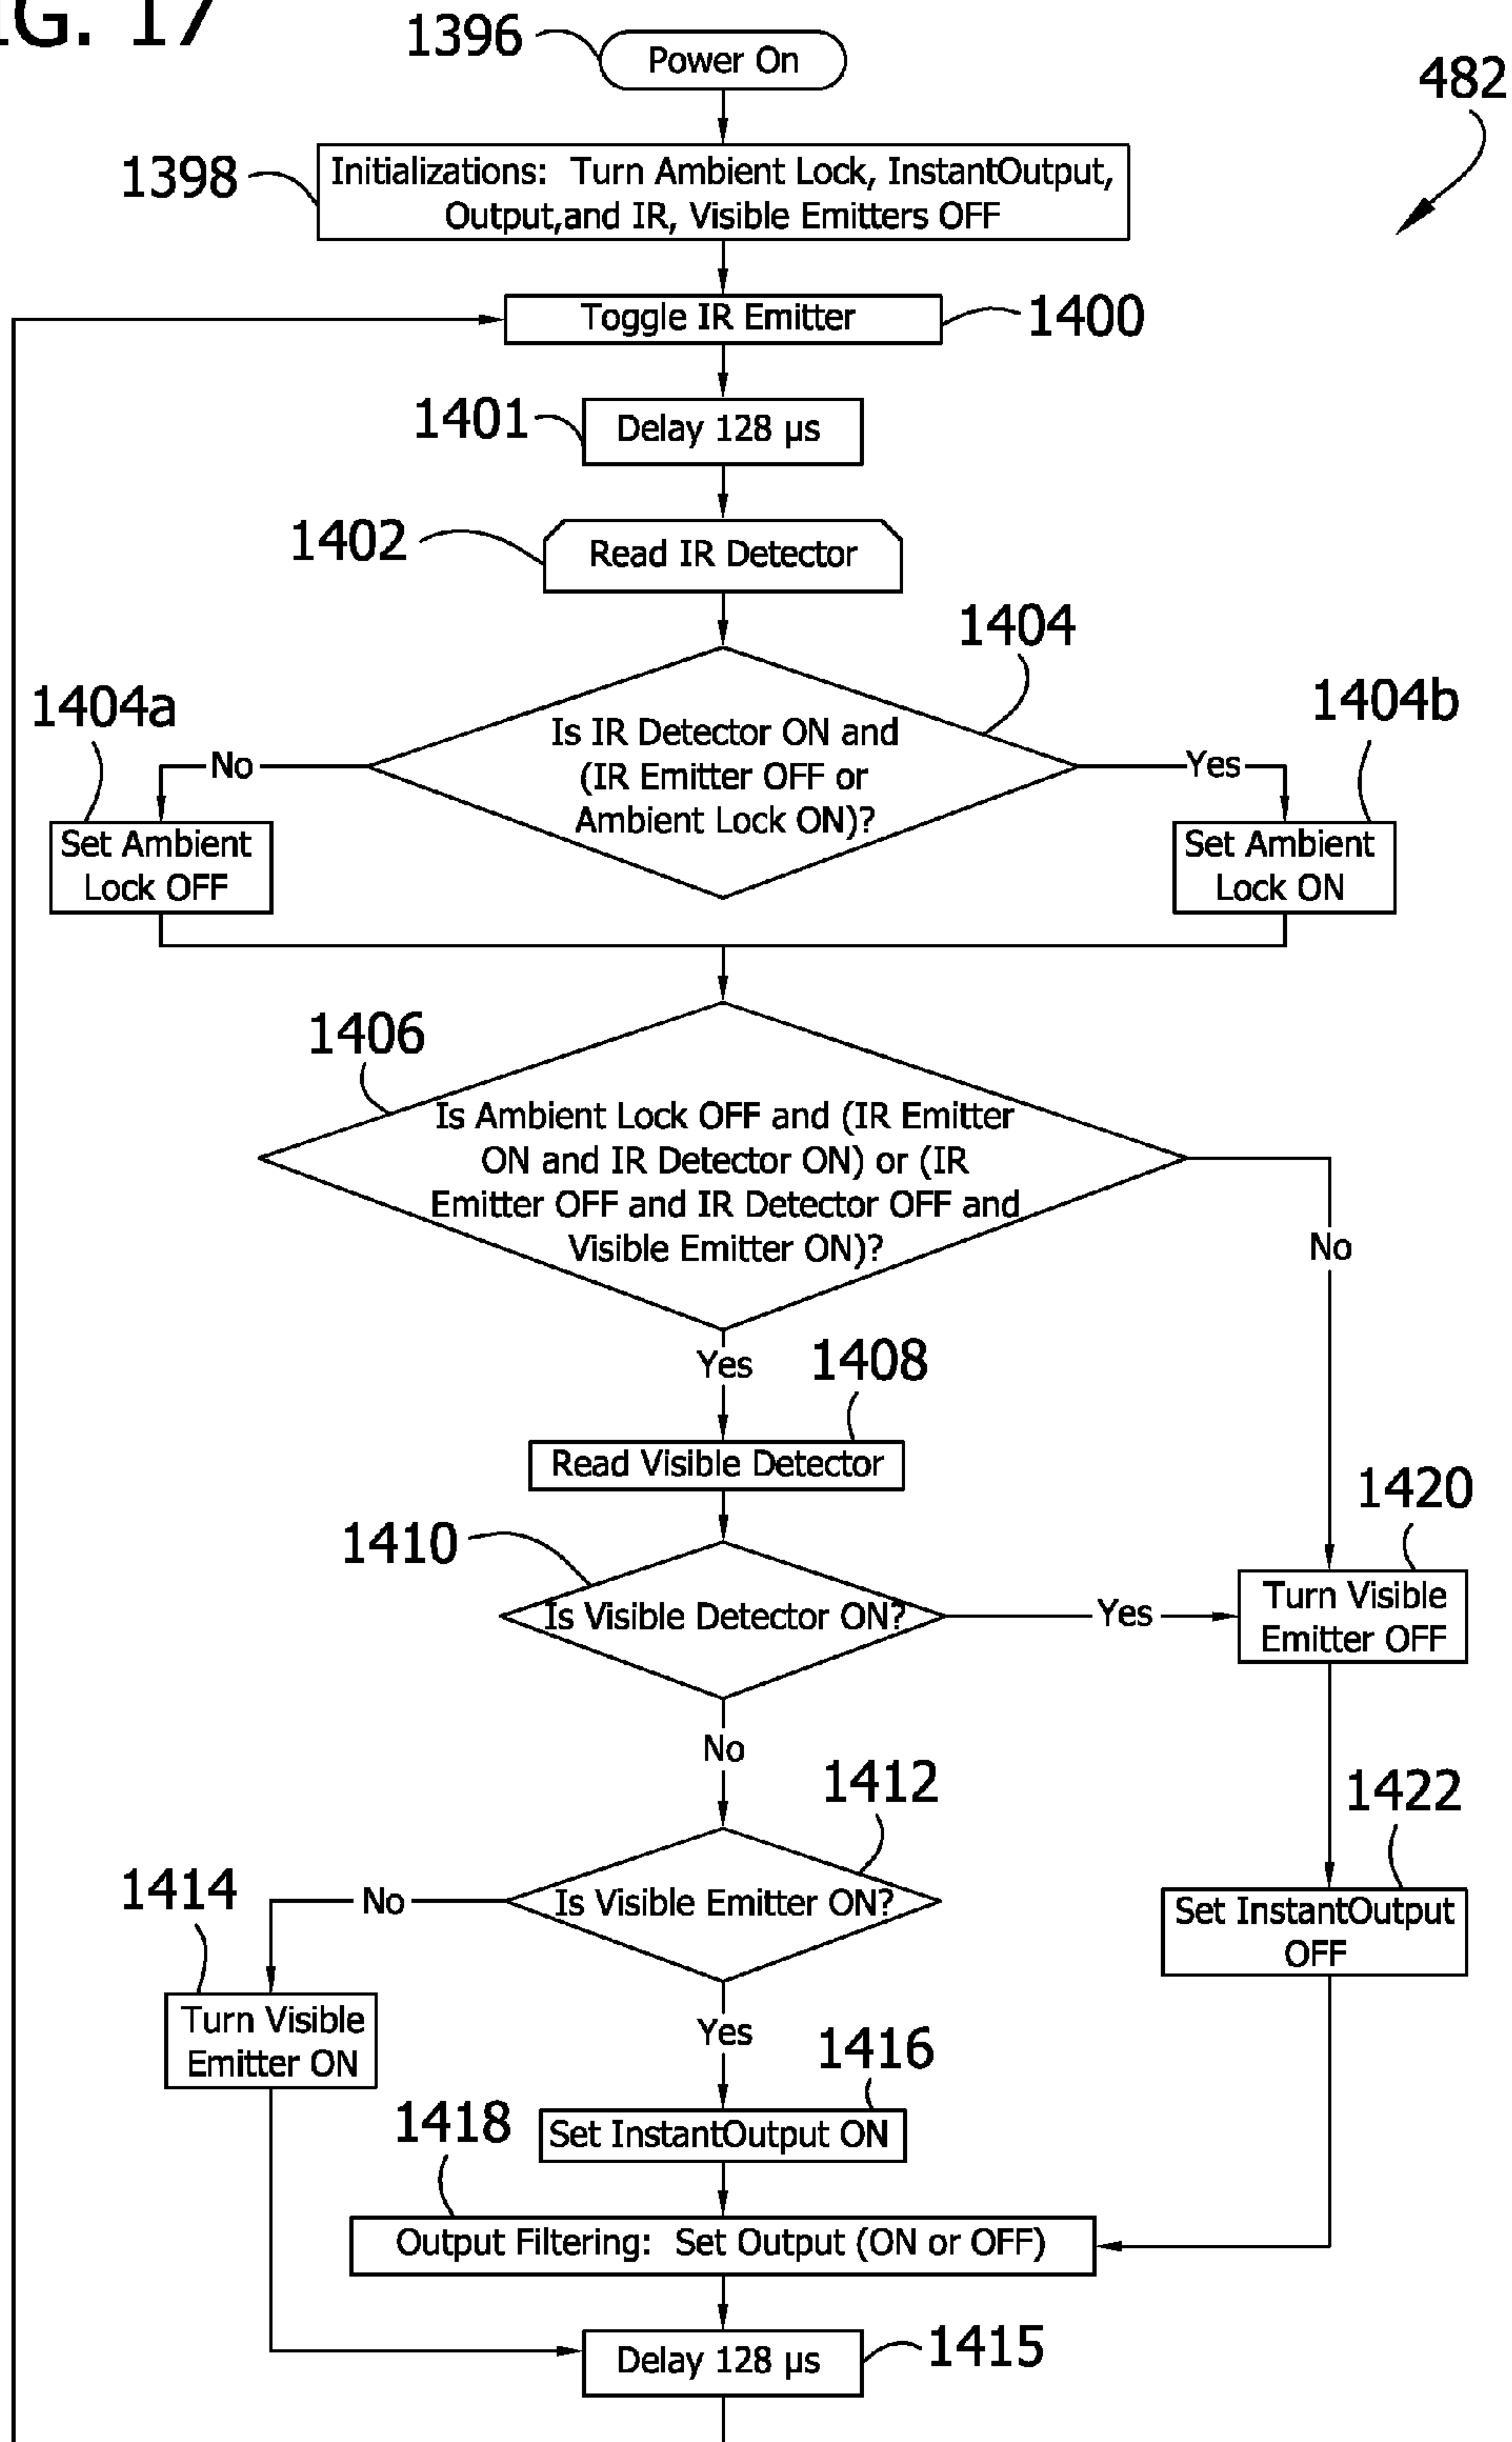 IG. 17
1396
Power On
482
1398
Initializations: Turn Ambient Lock, InstantOutput,
Output,and IR, Visible Emitters OFF
Toggle IR Emitter
1400
1401
Delay 128 µs
1402
Read IR Detector
1404
1404a
1404b
Is IR Detector ON and
(IR Emitter OFF or
Ambient Lock ON)?
No
Yes
Set Ambient
Lock OFF
Set Ambient
Lock ON
1406
Is Ambient Lock OFF and (IR Emitter
ON and IR Detector ON) or (IR
Emitter OFF and IR Detector OFF and
Visible Emitter ON)?
No
Yes
1408
Read Visible Detector
1420
1410
Is Visible Detector ON?
Yes
Turn Visible
Emitter OFF
No
1412
1422
1414
No
Is Visible Emitter ON?
Set InstantOutput
OFF
Turn Visible
Emitter ON
Yes
1416
1418
Set InstantOutput ON
Output Filtering: Set Output (ON or OFF)
Delay 128 µs
1415